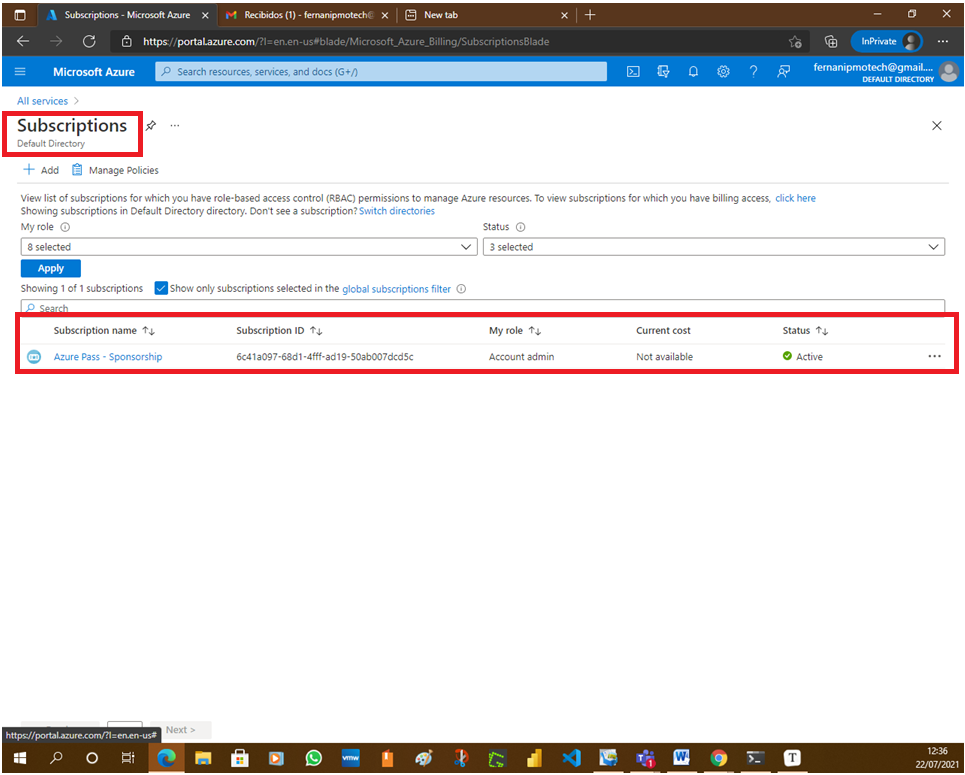 Subscriptions - Microsoft Azure
Recibidos (1) - fernanipmotech@
New tab
https://portal.azure.com/?l=en.en-us#blade/Microsoft_Azure_Billing/SubscriptionsBlade
InPrivate
Microsoft Azure
Search resources, services, and docs (G+/)
fernanipmotech@gmail....
DEFAULT DIRECTORY
All services >
Subscriptions
Default Directory
+ Add
Manage Policies
View list of subscriptions for which you have role-based access control (RBAC) permissions to manage Azure resources. To view subscriptions for which you have billing access, click here
Showing subscriptions in Default Directory directory. Don't see a subscription? Switch directories
My role
Status
8 selected
3 selected
Apply
Showing 1 of 1 subscriptions
Show only subscriptions selected in the global subscriptions filter
Search
Subscription name ↑↓ Subscription ID ↑↓ My role ↑↓ Current cost Status ↑↓
Azure Pass - Sponsorship 6c41a097-68d1-4fff-ad19-50ab007dcd5c Account admin Not available Active
Next >
https://portal.azure.com/?l=en.en-us#
vmw
1
W
T
12:36
22/07/2021